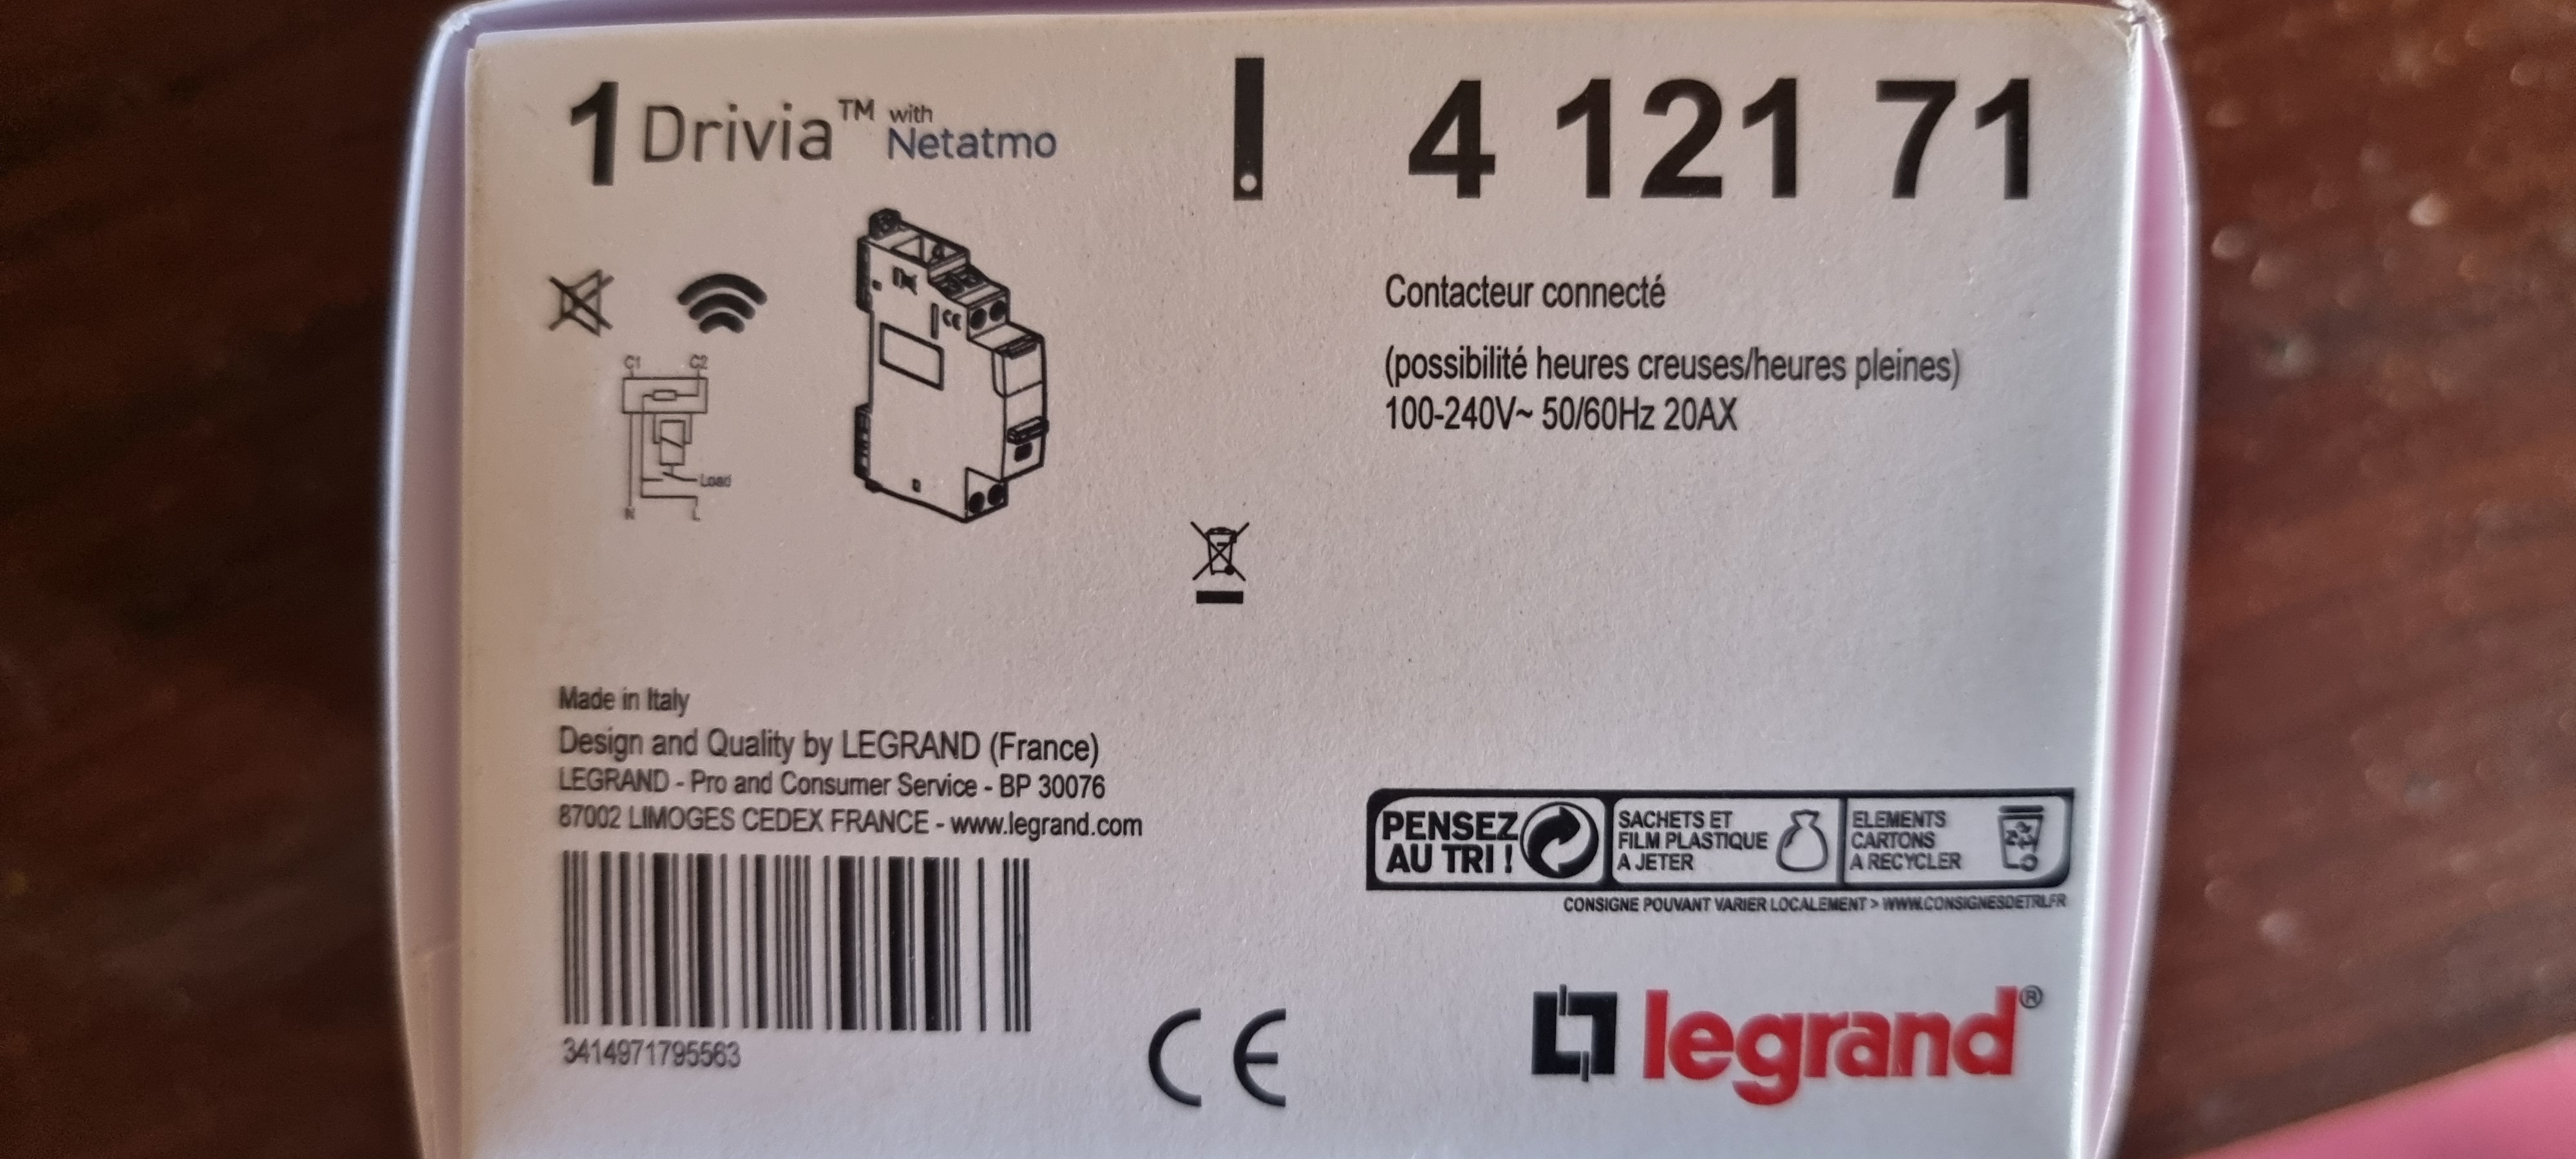 1 Drivia™ with Netatmo
4 121 71
C1 C2
Load
N L
CE
Contacteur connecté
(possibilité heures creuses/heures pleines)
100-240V~ 50/60Hz 20AX
Made in Italy
Design and Quality by LEGRAND (France)
LEGRAND - Pro and Consumer Service - BP 30076
87002 LIMOGES CEDEX FRANCE - www.legrand.com
3414971795563
CE
PENSEZ
AU TRI !
SACHETS ET
FILM PLASTIQUE
A JETER
ELEMENTS
CARTONS
A RECYCLER
CONSIGNE POUVANT VARIER LOCALEMENT > WWW.CONSIGNESDETRI.FR
legrand®